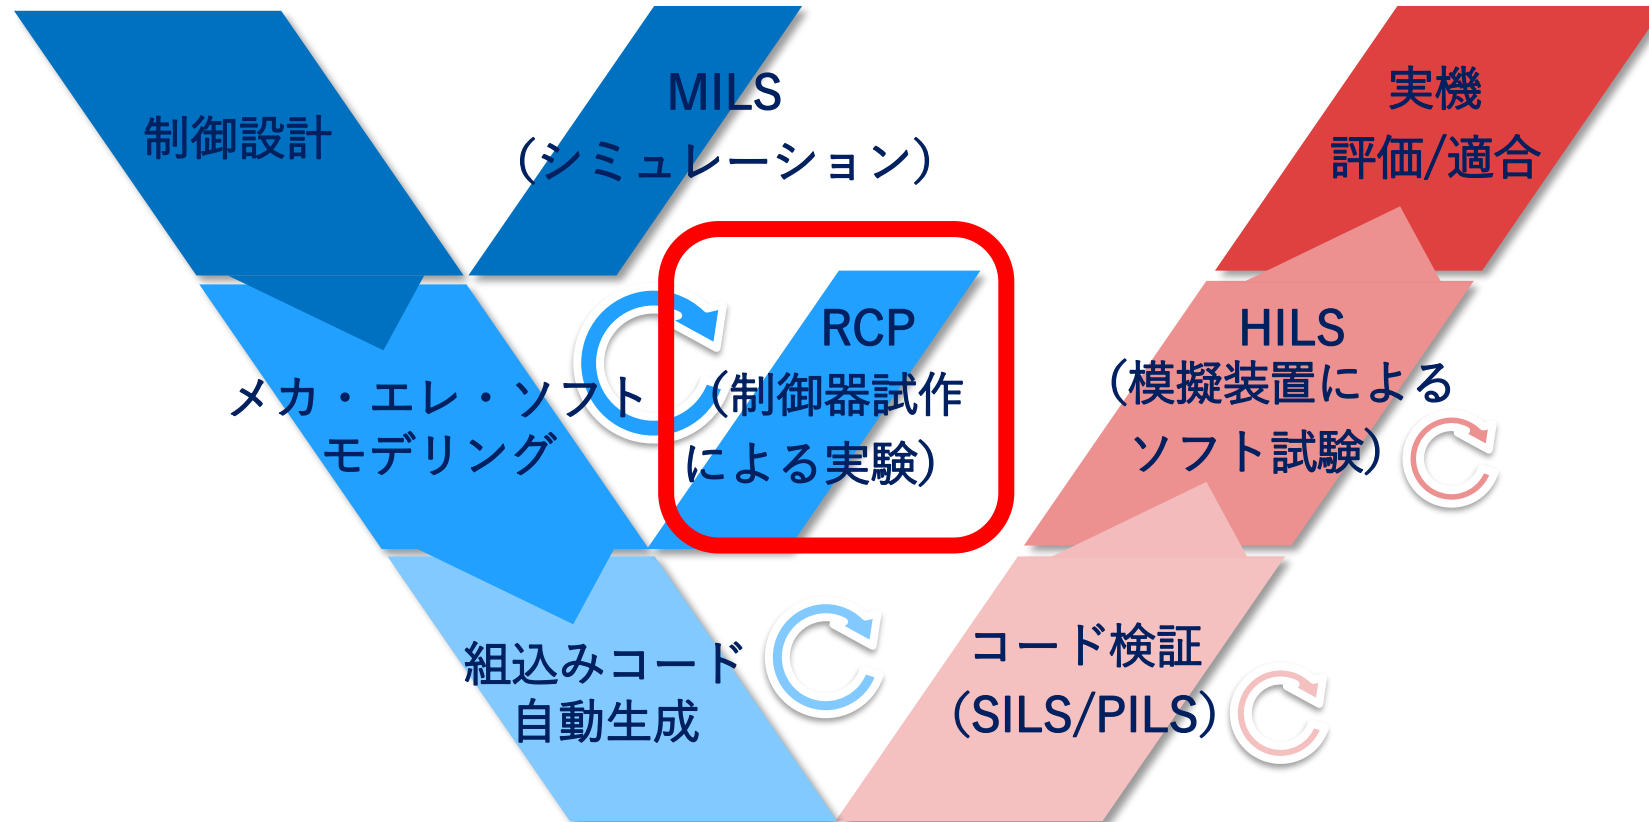 制御設計
MILS
（シミュレーション）
メカ・エレ・ソフト
モデリング
RCP
（制御器試作
による実験）
組込みコード
自動生成
コード検証
（SILS/PILS）
HILS
（模擬装置による
ソフト試験）
実機
評価/適合